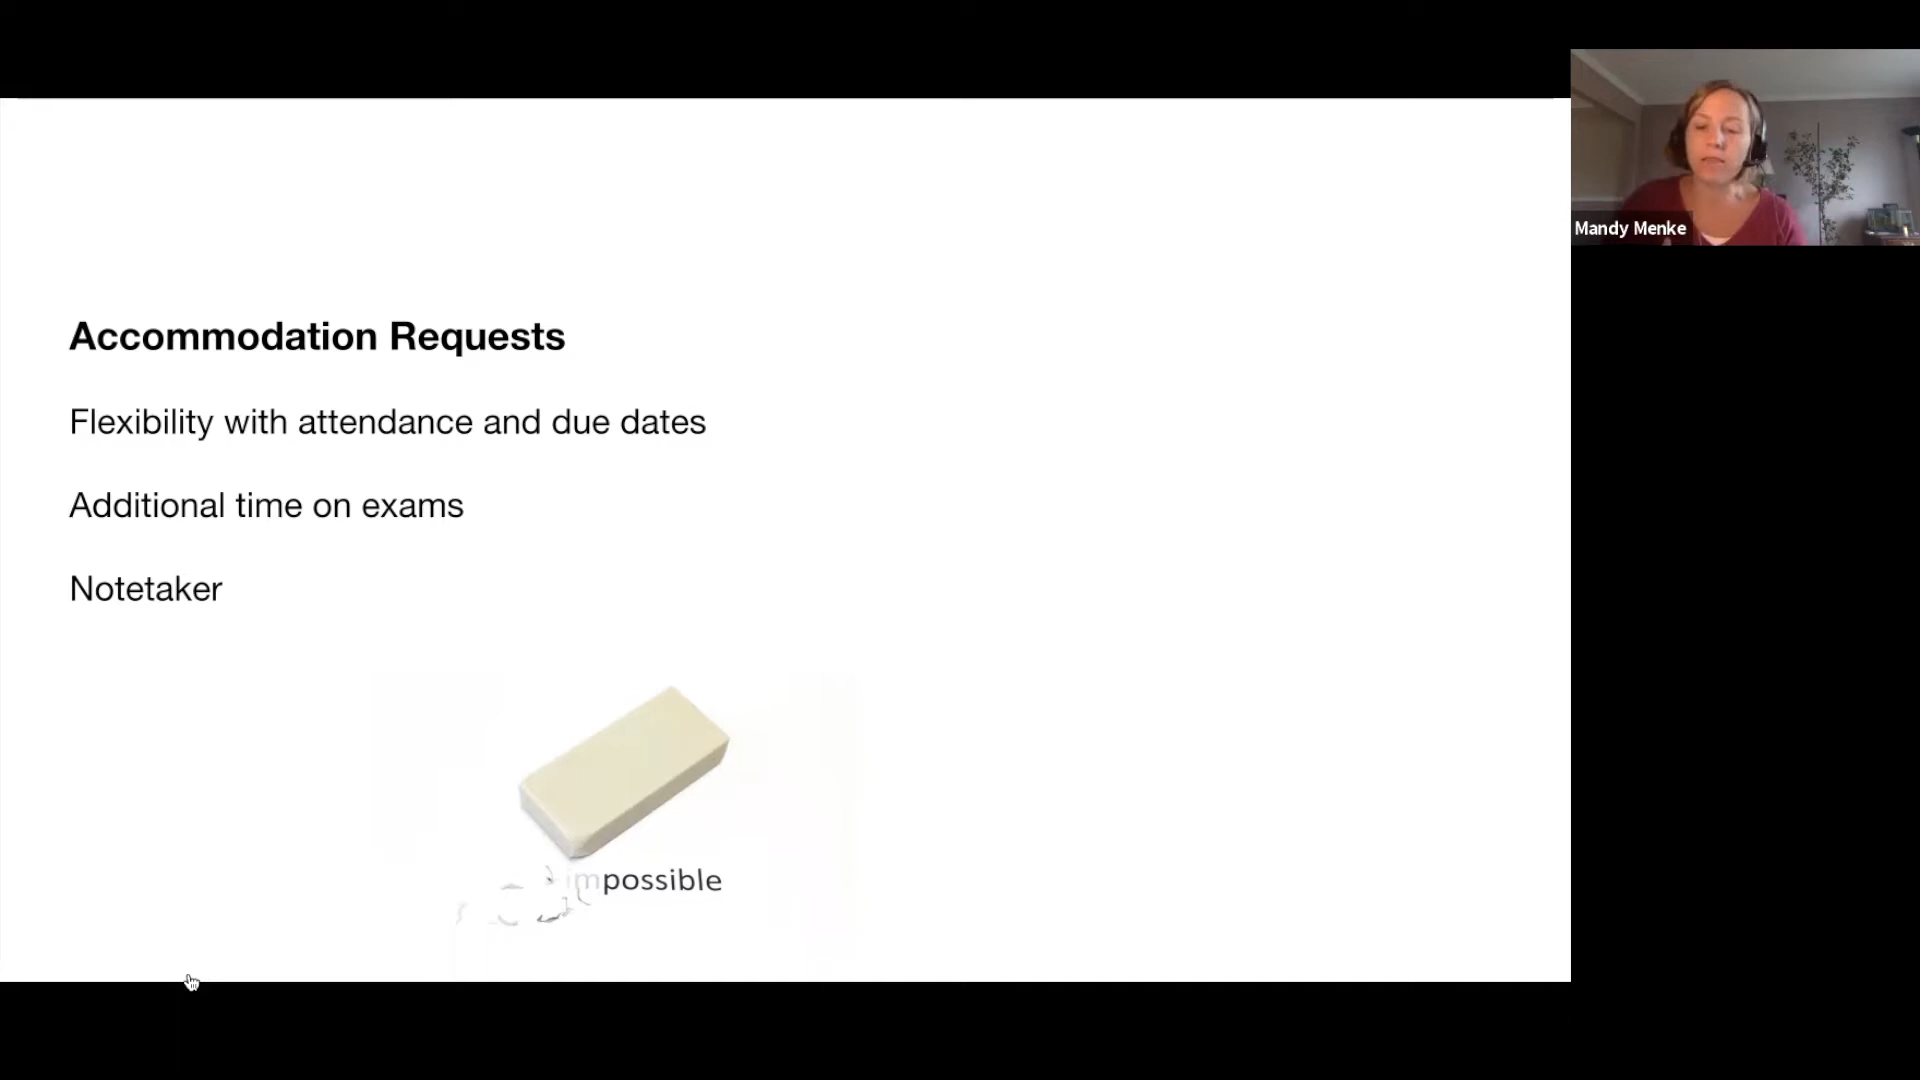 Accommodation Requests
Flexibility with attendance and due dates
Additional time on exams
Notetaker
impossible
Mandy Menke